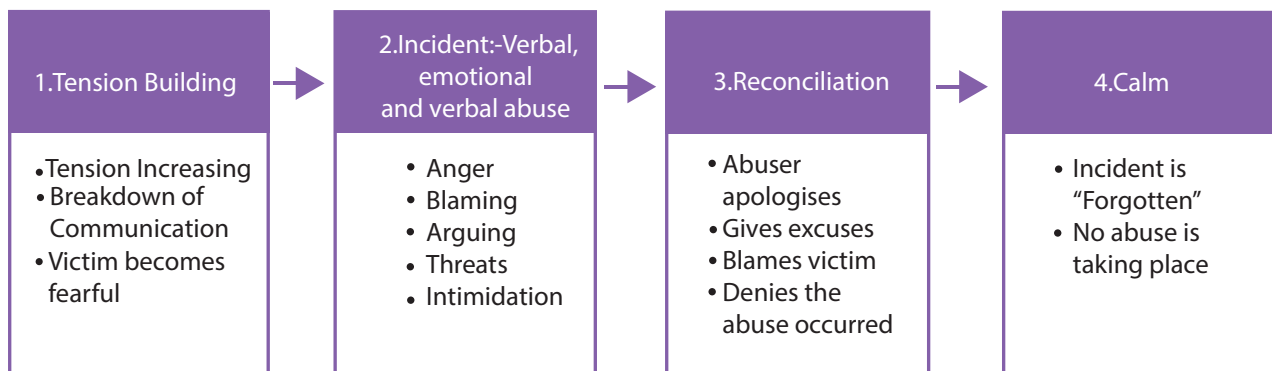 1.Tension Building
•Tension Increasing
• Breakdown of
Communication
• Victim becomes
fearful
2.Incident:-Verbal,
emotional
and verbal abuse
• Anger
• Blaming
• Arguing
• Threats
• Intimidation
3.Reconciliation
• Abuser
apologises
• Gives excuses
• Blames victim
• Denies the
abuse occurred
4.Calm
• Incident is
“Forgotten”
• No abuse is
taking place